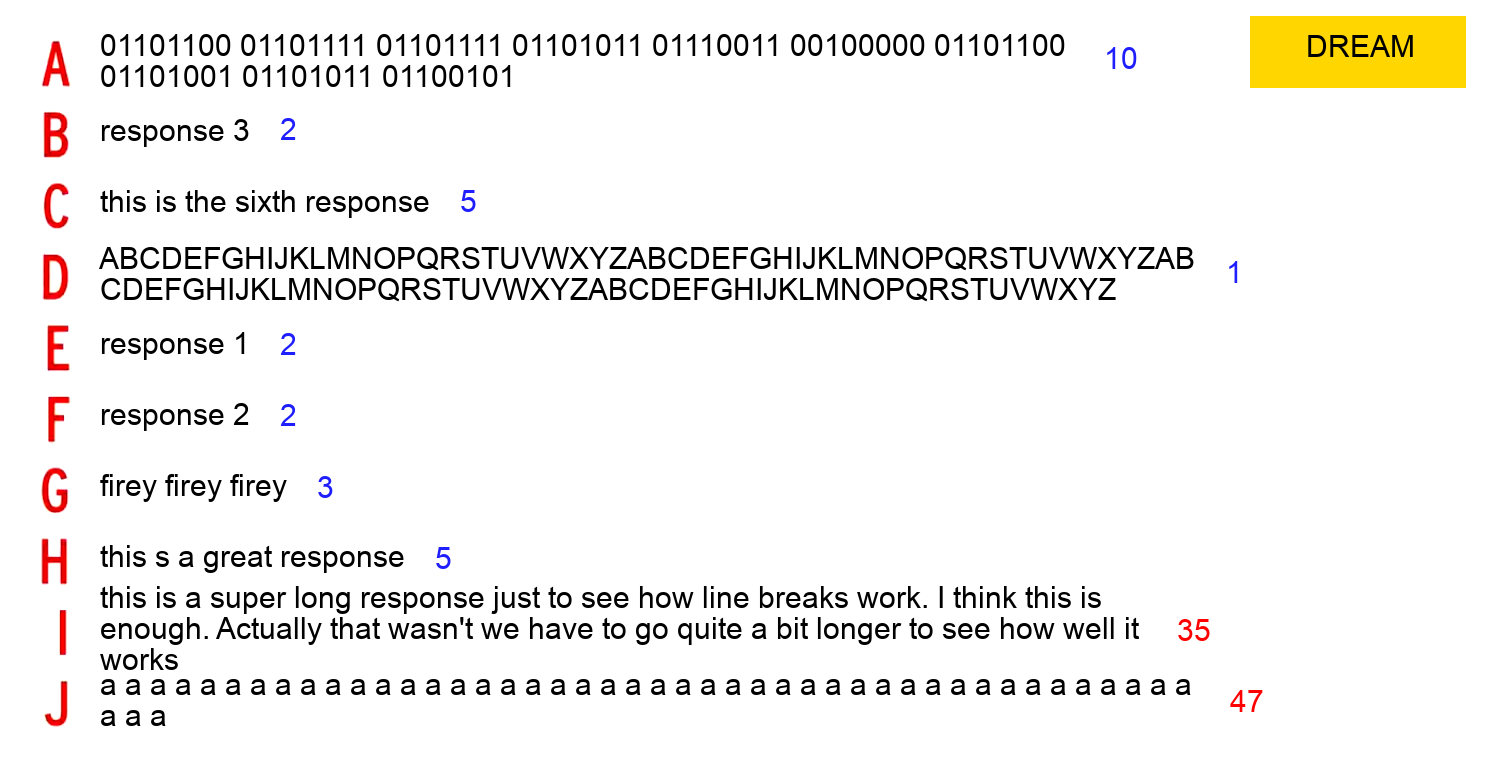 A 01101100 01101111 01101111 01101011 01110011 00100000 01101100 10 DREAM
01101001 01101011 01100101
B response 3 2
C this is the sixth response 5
D ABCDEFGHIJKLMNOPQRSTUVWXYZABCDEFGHIJKLMNOPQRSTUVWXYZAB 1
CDEFGHIJKLMNOPQRSTUVWXYZABCDEFGHIJKLMNOPQRSTUVWXYZ
E response 1 2
F response 2 2
G firey firey firey 3
H this s a great response 5
this is a super long response just to see how line breaks work. I think this is
I enough. Actually that wasn't we have to go quite a bit longer to see how well it 35
works
J a a a a a a a a a a a a a a a a a a a a a a a a a a a a a a a a a a a a a a a a a a a a 47
a a a